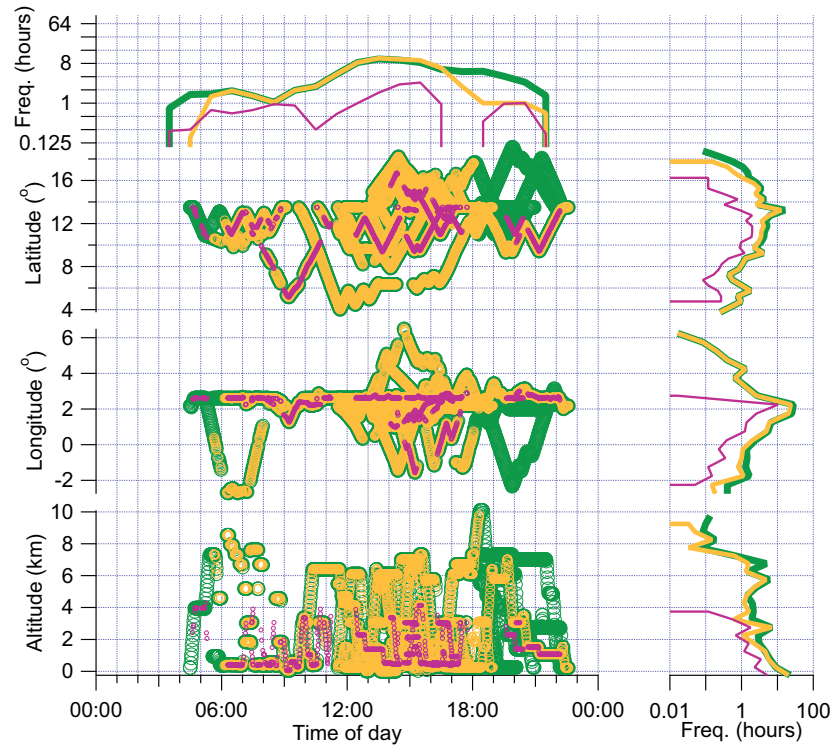 Freq. (hours)
64
8
1
0.125
Latitude (o)
16
12
8
4
Longitude (o)
6
4
2
0
-2
Altitude (km)
10
8
6
4
2
0
00:00 06:00 12:00 18:00 00:00
Time of day
0.01 1 100
Freq. (hours)